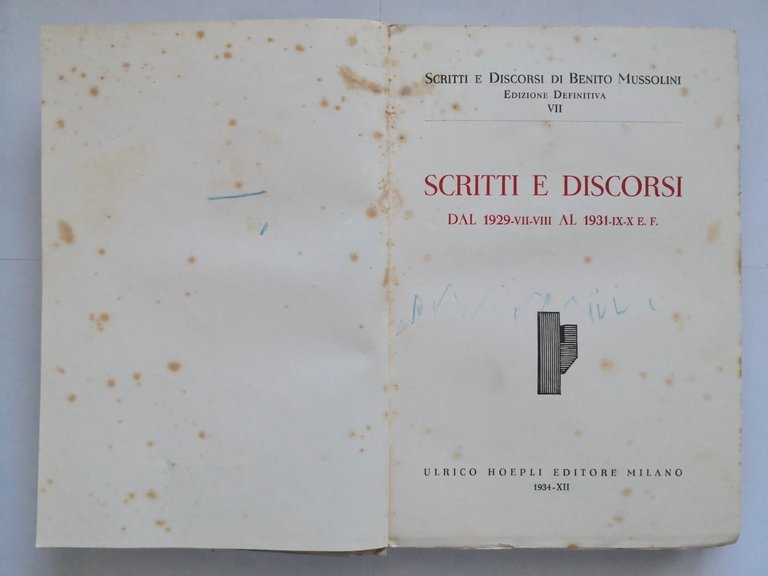 Scritti e Discorsi di Benito Mussolini
Edizione Definitiva
VII
SCRITTI E DISCORSI
DAL 1929-VII-VIII AL 1931-IX-X E. F.
ULRICO HOEPLI EDITORE MILANO
1934-XII